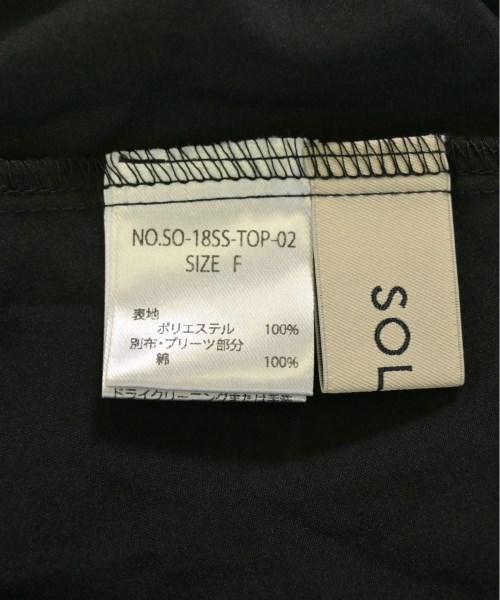 NO.SO-18SS-TOP-02
SIZE F
表地
ポリエステル 100%
別布・プリーツ部分
綿 100%
SOL